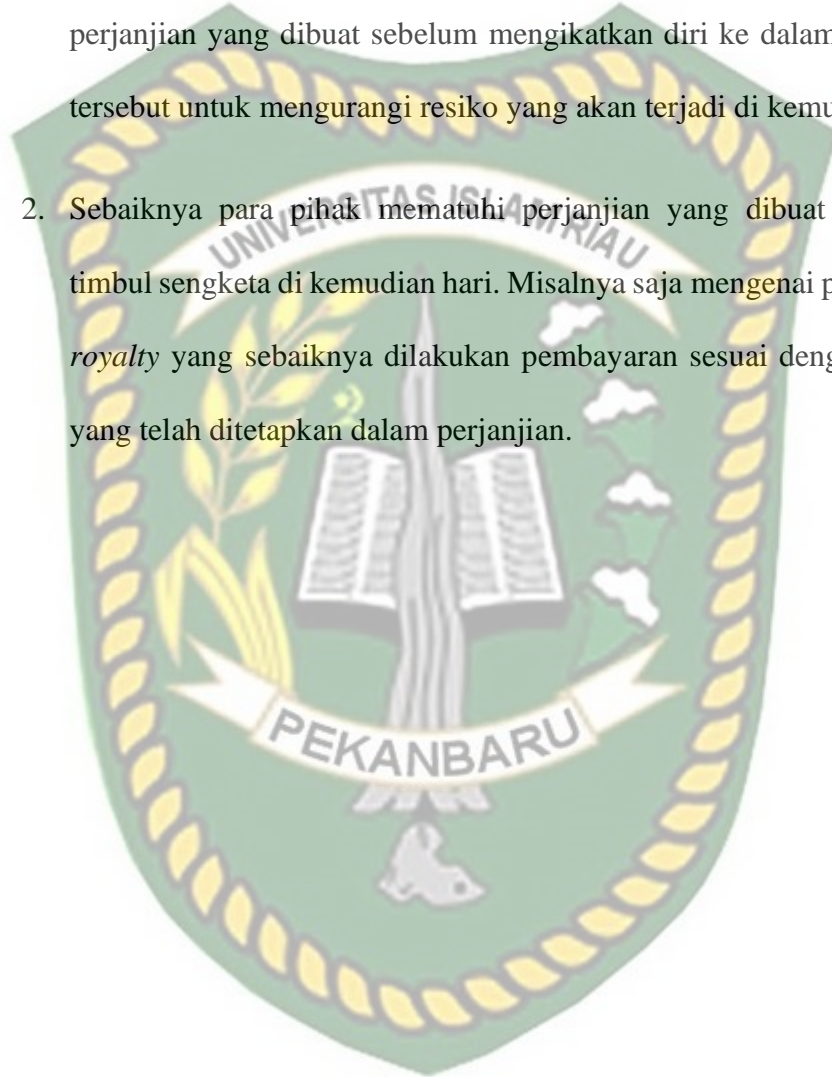 perjanjian yang dibuat sebelum mengikatkan diri ke dalam
tersebut untuk mengurangi resiko yang akan terjadi di
UNIVERSITAS ISLAM RIAU
2. Sebaiknya para pihak mematuhi perjanjian yang dibuat
timbul sengketa di kemudian hari. Misalnya saja mengenai
royalty yang sebaiknya dilakukan pembayaran sesuai
yang telah ditetapkan dalam perjanjian.
PEKANBARU